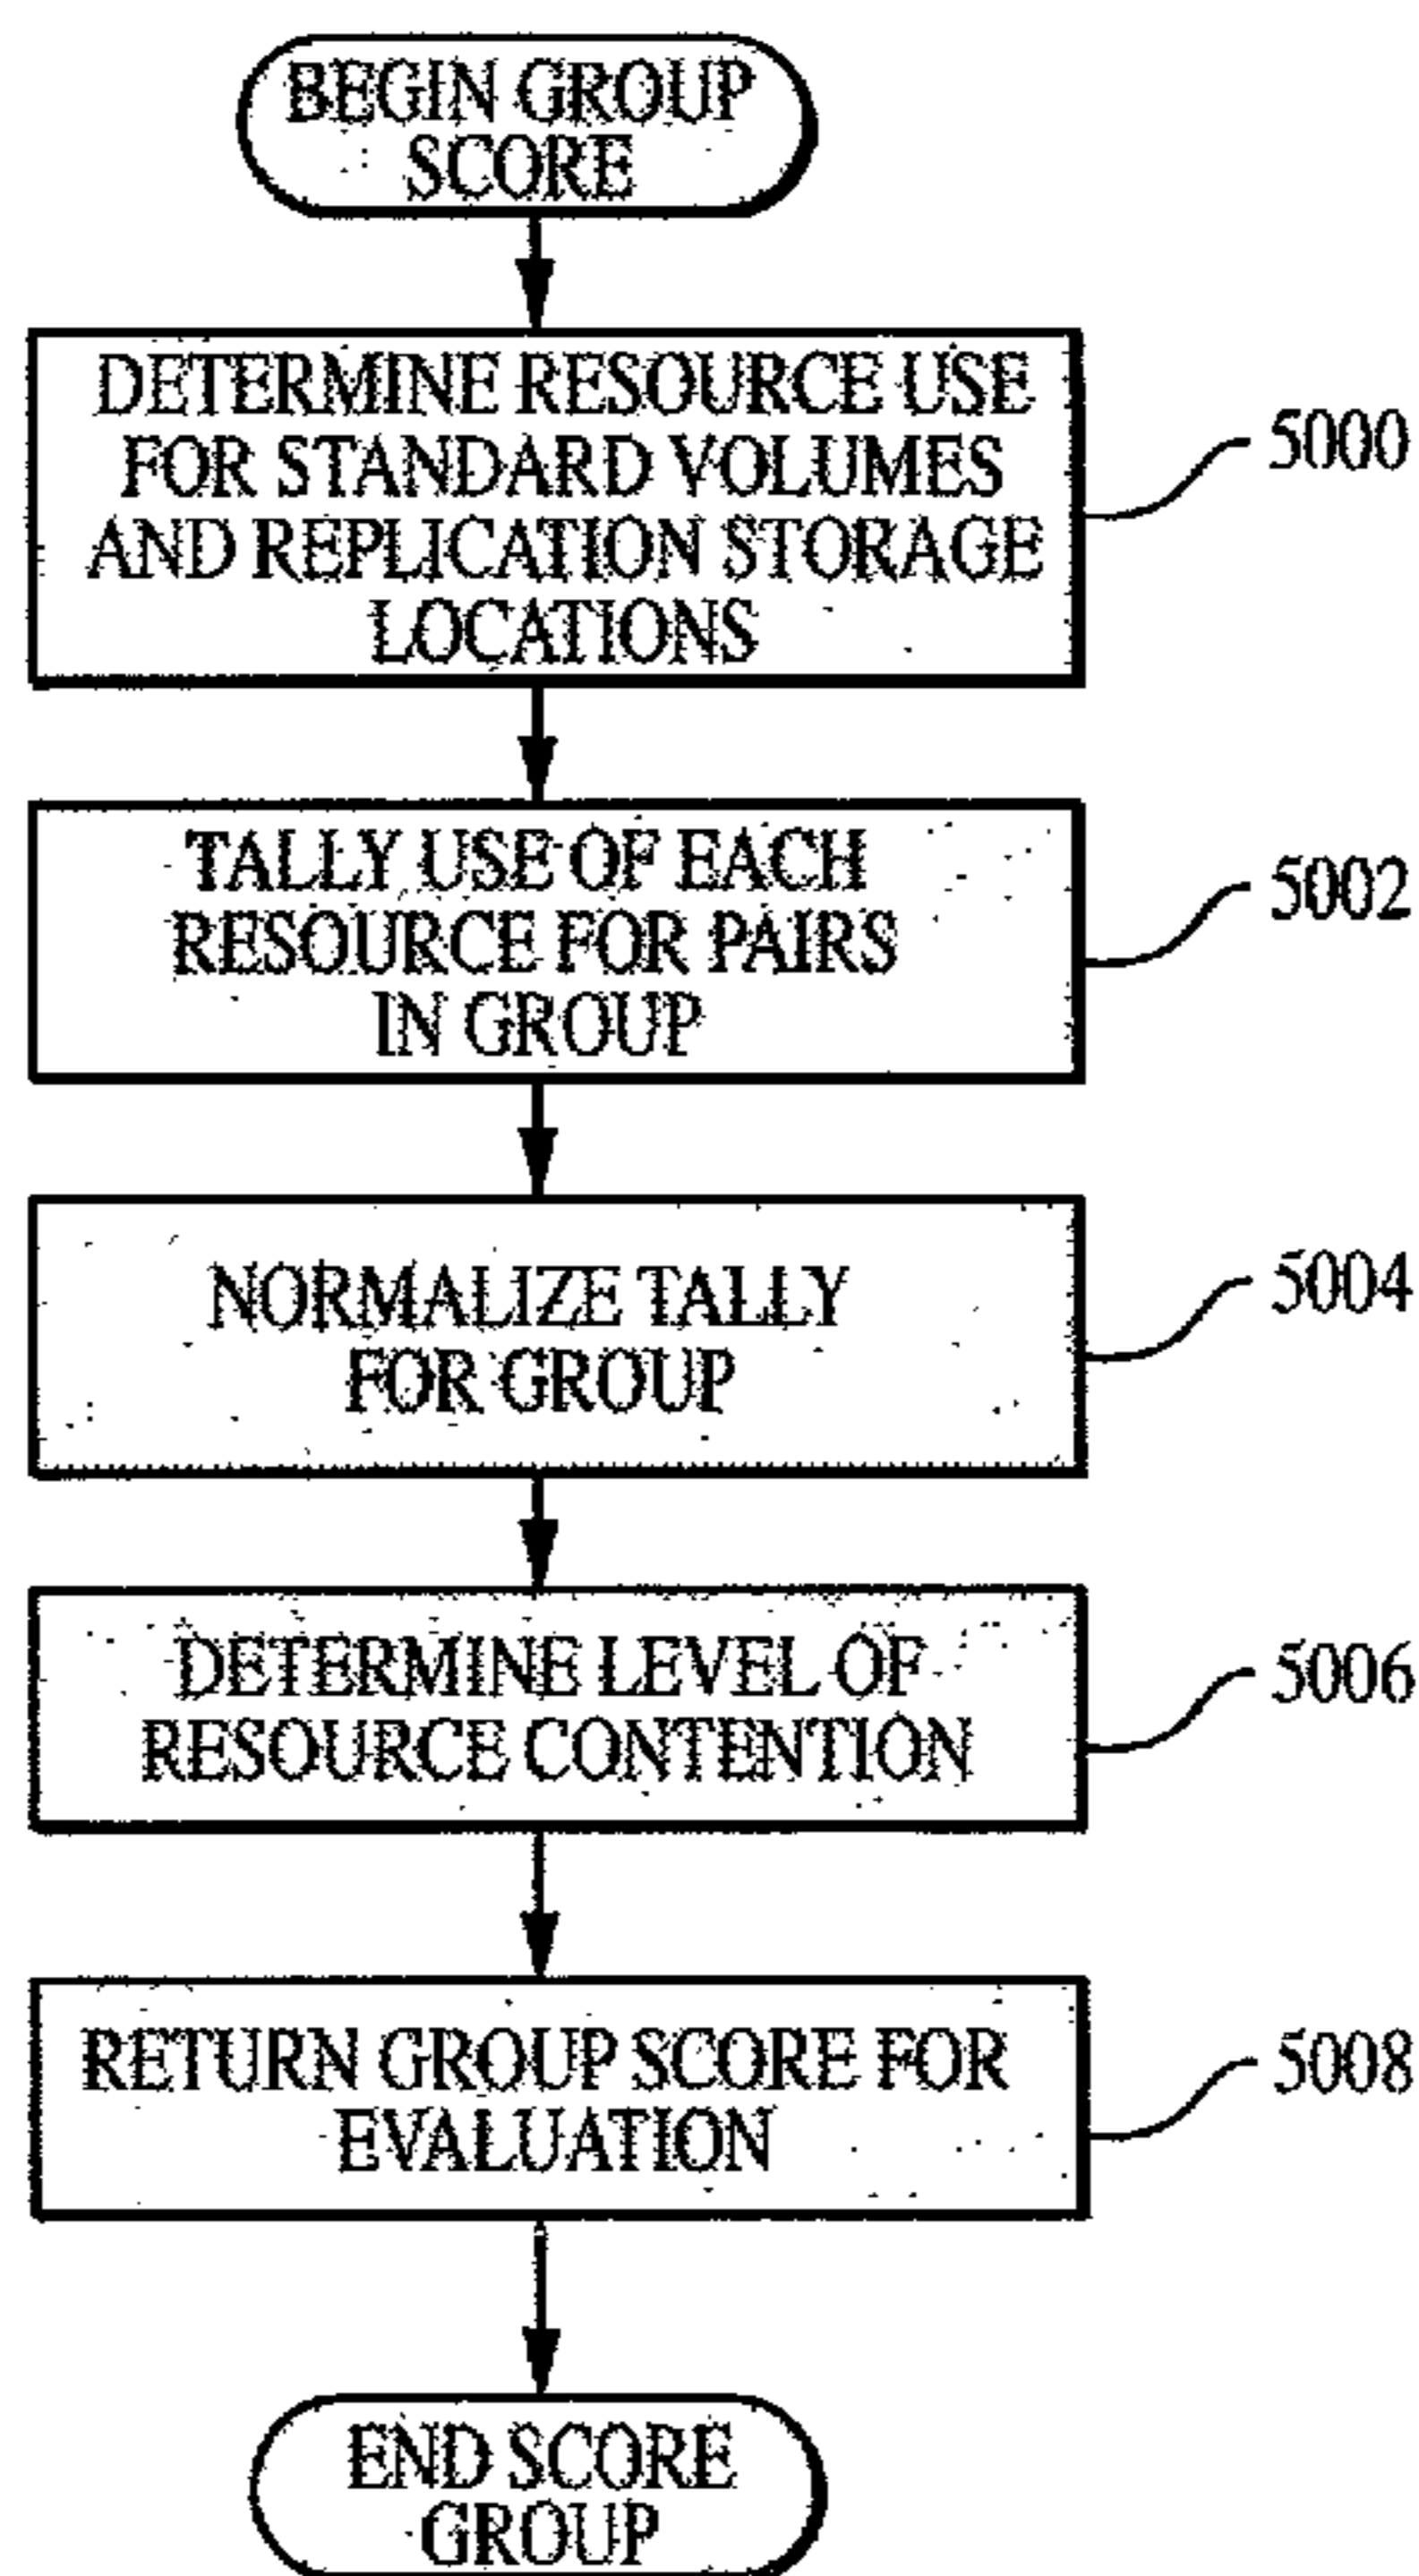 BEGIN GROUP
SCORE
DETERMINE RESOURCE USE
FOR STANDARD VOLUMES
AND REPLICATION STORAGE
LOCATIONS
5000
TALLY USE OF EACH
RESOURCE FOR PAIRS
IN GROUP
5002
NORMALIZE TALLY
FOR GROUP
5004
DETERMINE LEVEL OF
RESOURCE CONTENTION
5006
RETURN GROUP SCORE FOR
EVALUATION
5008
END SCORE
GROUP